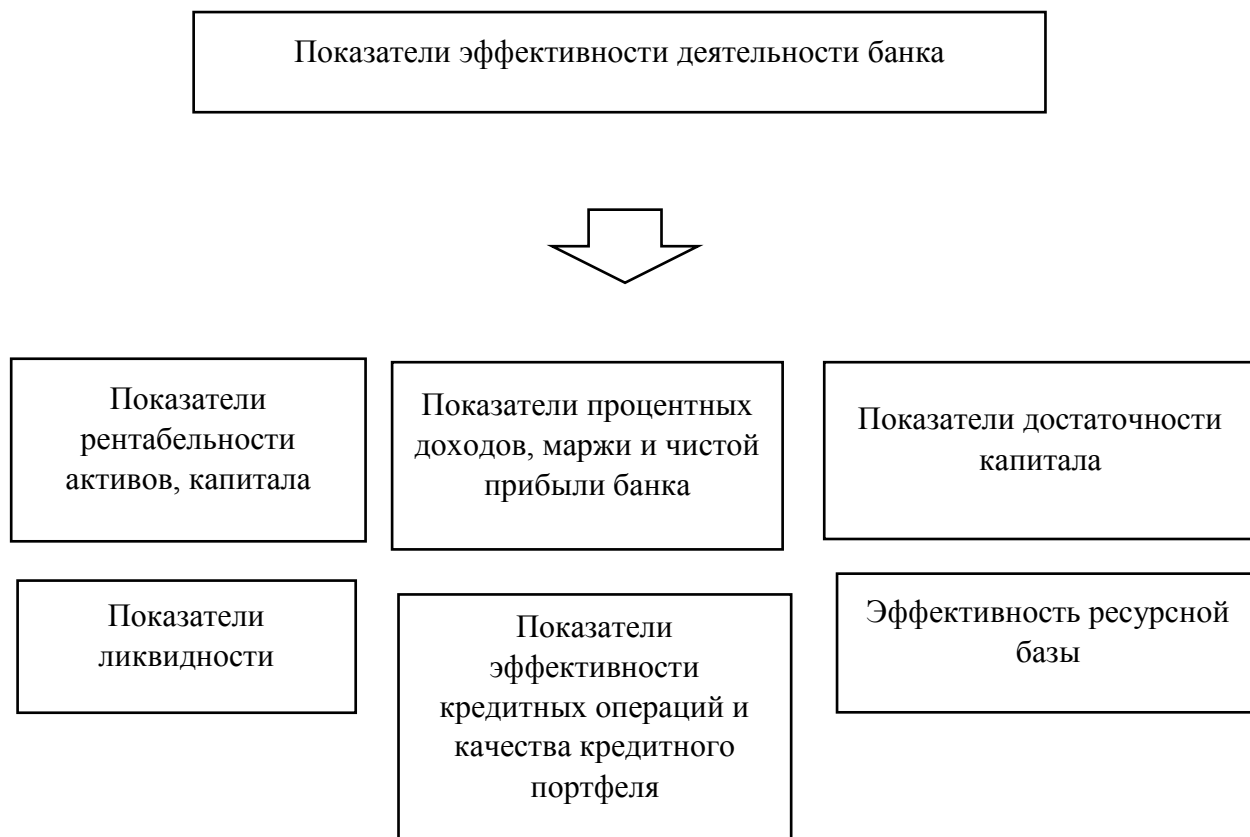 Показатели эффективности деятельности банка
Показатели
рентабельности
активов, капитала
Показатели процентных
доходов, маржи и чистой
прибыли банка
Показатели достаточности
капитала
Показатели
ликвидности
Показатели
эффективности
кредитных операций и
качества кредитного
портфеля
Эффективность ресурсной
базы